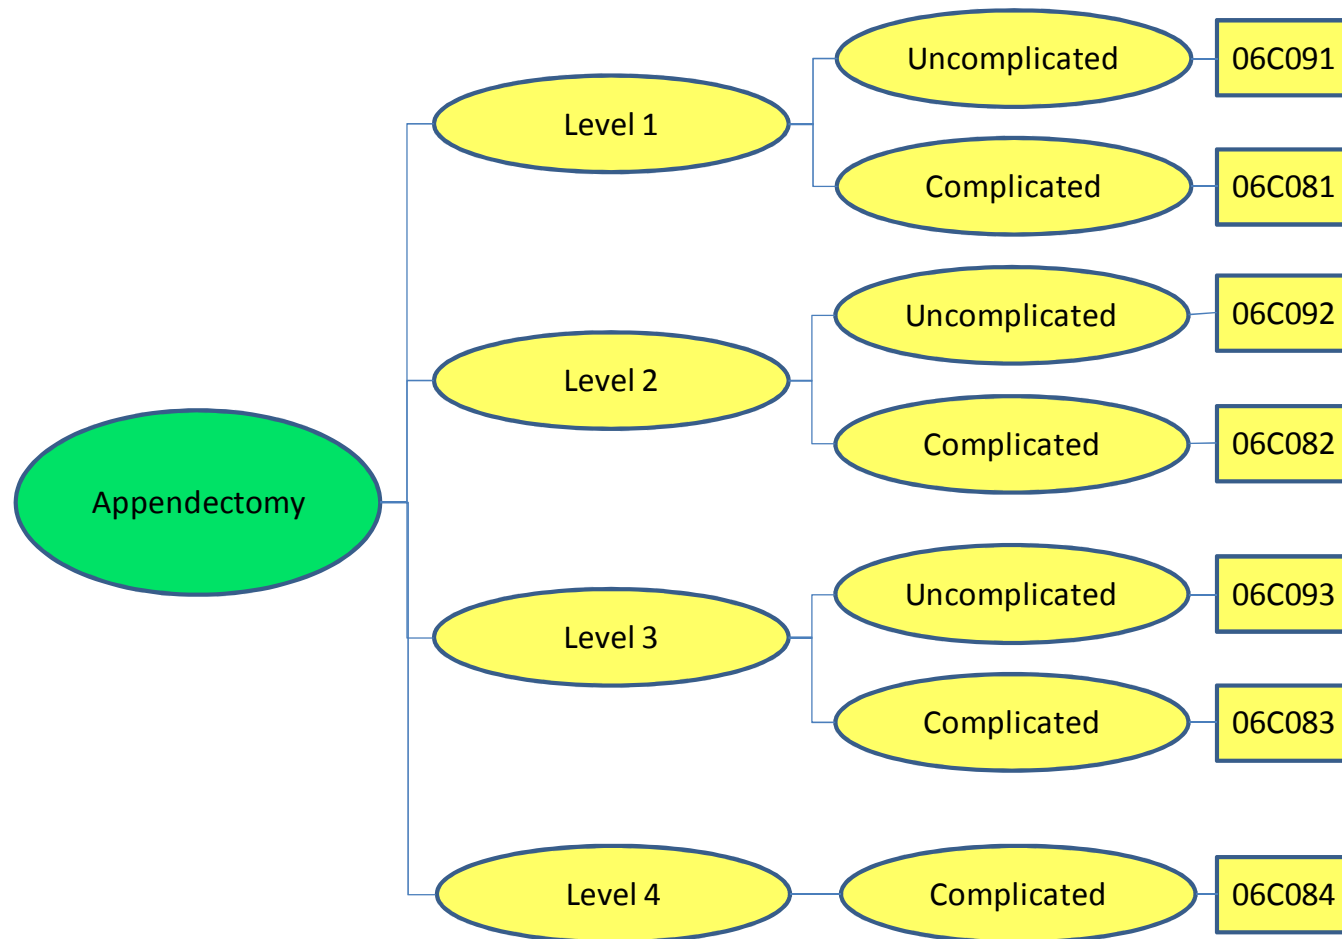 Appendectomy
Level 1
Uncomplicated
06C091
Complicated
06C081
Level 2
Uncomplicated
06C092
Complicated
06C082
Level 3
Uncomplicated
06C093
Complicated
06C083
Level 4
Complicated
06C084